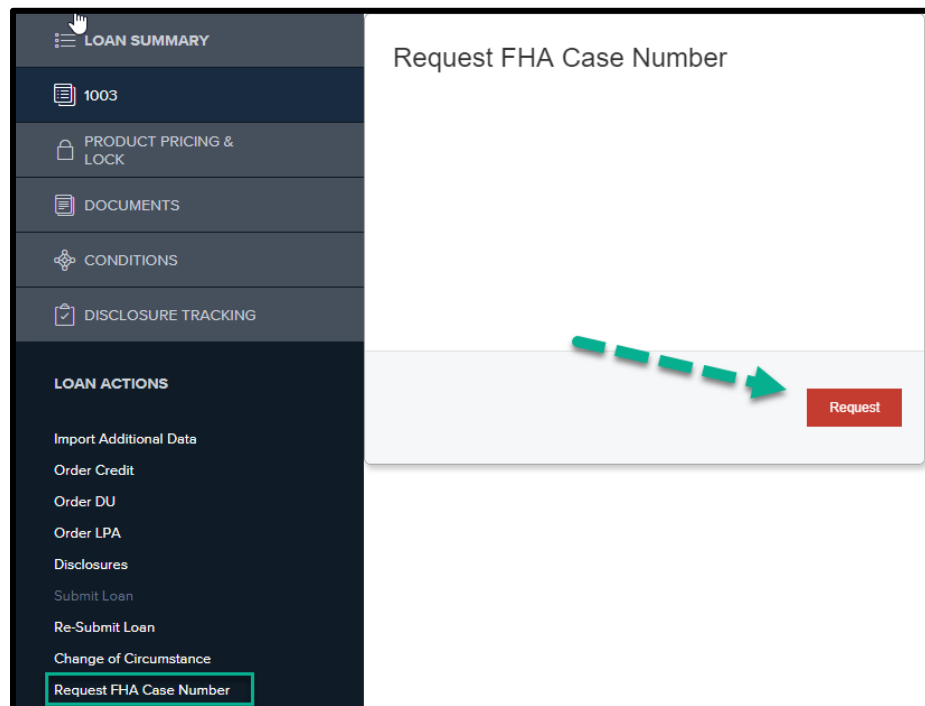 LOAN SUMMARY
1003
PRODUCT PRICING &
LOCK
DOCUMENTS
CONDITIONS
DISCLOSURE TRACKING
LOAN ACTIONS
Import Additional Data
Order Credit
Order DU
Order LPA
Disclosures
Submit Loan
Re-Submit Loan
Change of Circumstance
Request FHA Case Number
Request FHA Case Number
Request